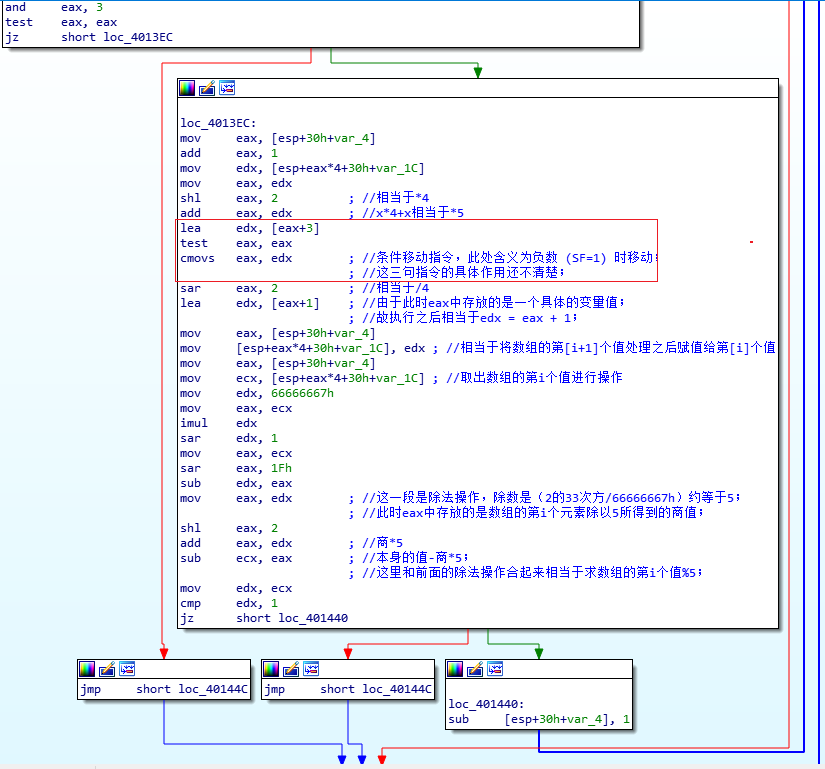 and     eax, 3
test    eax, eax
jz      short loc_4013EC
loc_4013EC:
mov     eax, [esp+30h+var_4]
add     eax, 1
mov     edx, [esp+eax*4+30h+var_1C]
mov     eax, edx
shl     eax, 2          ; //相当于*4
add     eax, edx        ; //x*4+x相当于*5
lea     edx, [eax+3]
test    eax, eax
cmovs   eax, edx        ; //条件移动指令，此处含义为负数 (SF=1) 时移动;
; //这三句指令的具体作用还不清楚;
sar     eax, 2          ; //相当于/4
lea     edx, [eax+1]    ; //由于此时eax中存放的是一个具体的变量值;
; //故执行之后相当于edx = eax + 1;
mov     eax, [esp+30h+var_4]
mov     [esp+eax*4+30h+var_1C], edx ; //相当于将数组的第[i+1]个值处理之后赋值给第[i]个值
mov     eax, [esp+30h+var_4]
mov     ecx, [esp+eax*4+30h+var_1C] ; //取出数组的第i个值进行操作
mov     edx, 66666667h
mov     eax, ecx
imul    edx
sar     edx, 1
mov     eax, ecx
sar     eax, 1Fh
sub     edx, eax
mov     eax, edx        ; //这一段是除法操作，除数是（2的33次方/66666667h）约等于5;
; //此时eax中存放的是数组的第i个元素除以5所得到的商值;
shl     eax, 2
add     eax, edx        ; //商*5
sub     ecx, eax        ; //本身的值-商*5;
; //这里和前面的除法操作合起来相当于求数组的第i个值%5;
mov     edx, ecx
cmp     edx, 1
jz      short loc_401440
jmp     short loc_40144C
jmp     short loc_40144C
loc_401440:
sub     [esp+30h+var_4], 1